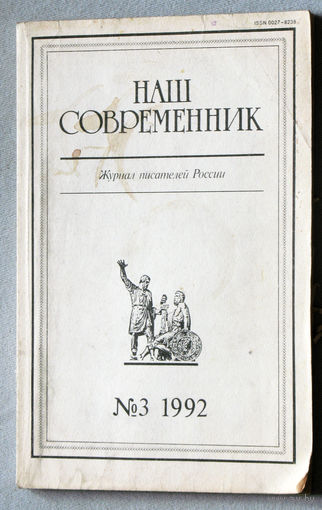 ISSN 0027-8238
НАШ
СОВРЕМЕННИК
Журнал писателей России
№3 1992